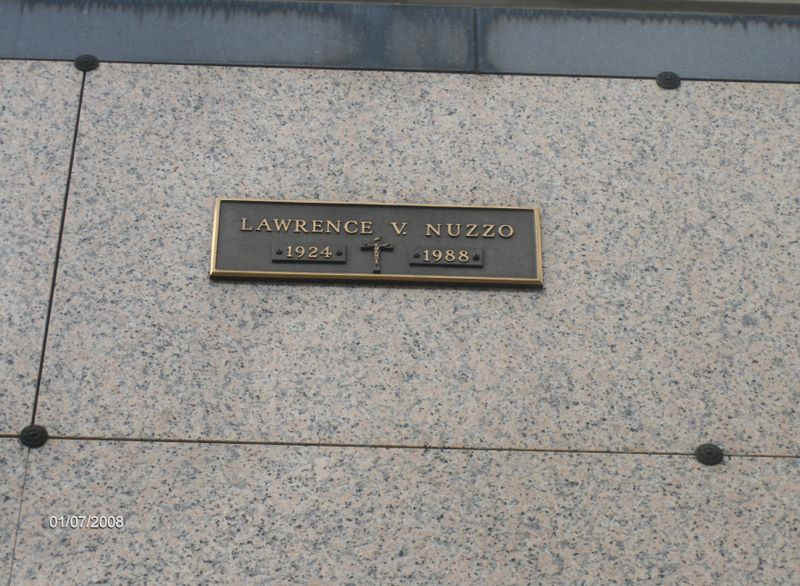 LAWRENCE V. NUZZO
1924 1988
01/07/2008